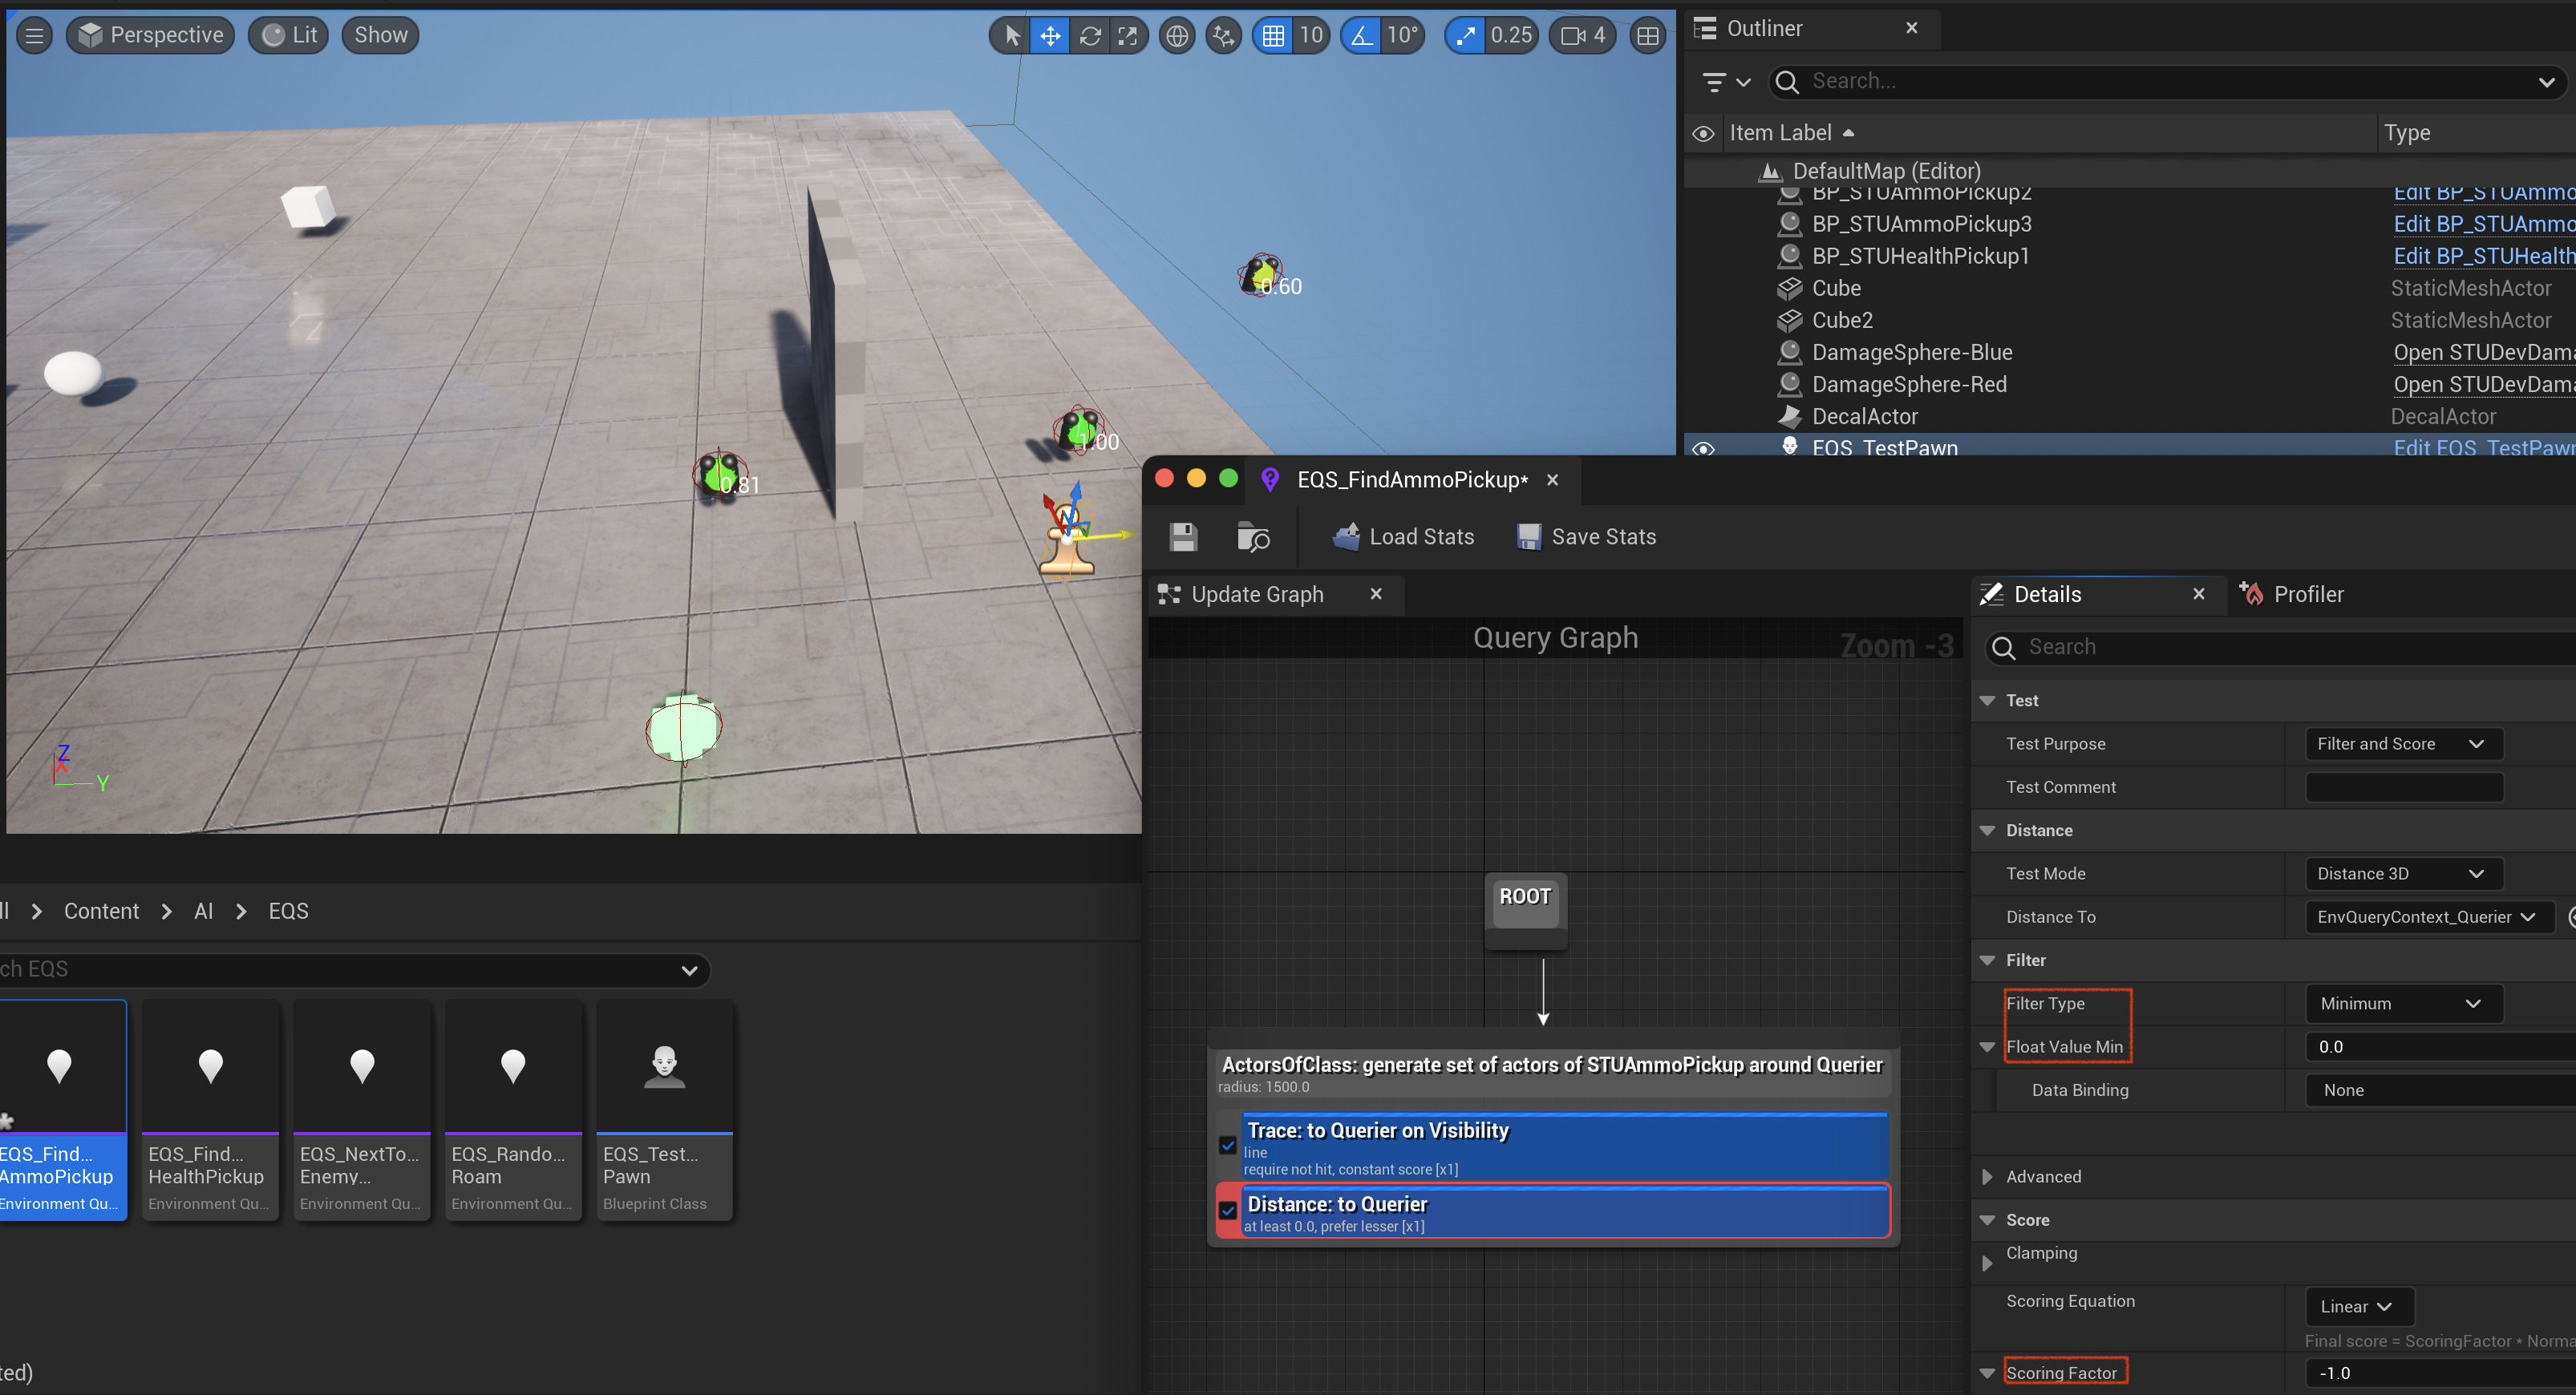 Perspective
Lit
Show
10
10°
0.25
4
0.60
1.00
0.81
Z
X
Y
Outliner
Search...
Item Label
Type
DefaultMap (Editor)
BP_STUAmmoPickup2
Edit BP_STUAmmo
BP_STUAmmoPickup3
Edit BP_STUAmmo
BP_STUHealthPickup1
Edit BP_STUHealth
Cube
StaticMeshActor
Cube2
StaticMeshActor
DamageSphere-Blue
Open STUDevDama
DamageSphere-Red
Open STUDevDama
DecalActor
DecalActor
EQS_TestPawn
Edit EQS_TestPawn
EQS_FindAmmoPickup*
Load Stats
Save Stats
Update Graph
Query Graph
Zoom -3
ROOT
ActorsOfClass: generate set of actors of STUAmmoPickup around Querier
radius: 1500.0
Trace: to Querier on Visibility
line
require not hit, constant score [x1]
Distance: to Querier
at least 0.0, prefer lesser [x1]
Details
Profiler
Search
Test
Test Purpose
Filter and Score
Test Comment
Distance
Test Mode
Distance 3D
Distance To
EnvQueryContext_Querier
Filter
Filter Type
Minimum
Float Value Min
0.0
Data Binding
None
Advanced
Score
Clamping
Scoring Equation
Linear
Final score = ScoringFactor * Norma
Scoring Factor
-1.0
ll > Content > AI > EQS
ch EQS
EQS_Find...
AmmoPickup
Environment Qu...
EQS_Find...
HealthPickup
Environment Qu...
EQS_NextTo...
Enemy...
Environment Qu...
EQS_Rando...
Roam
Environment Qu...
EQS_Test...
Pawn
Blueprint Class
ted)